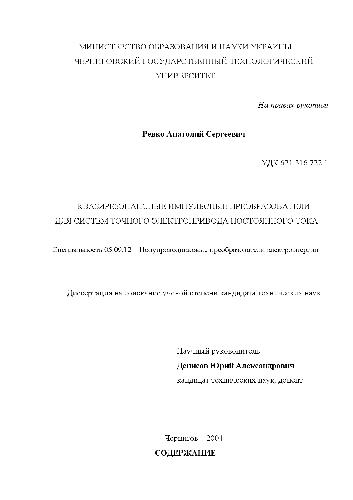 МИНИСТЕРСТВО ОБРАЗОВАНИЯ И НАУКИ УКРАИНЫ
ЧЕРНИГОВСКИЙ ГОСУДАРСТВЕННЫЙ ТЕХНОЛОГИЧЕСКИЙ
УНИВЕРСИТЕТ
На правах рукописи
Ревко Анатолий Сергеевич
УДК 621.316.722.1
КВАЗИРЕЗОНАНСНЫЕ ИМПУЛЬСНЫЕ ПРЕОБРАЗОВАТЕЛИ
ДЛЯ СИСТЕМ ТОЧНОГО ЭЛЕКТРОПРИВОДА ПОСТОЯННОГО ТОКА
Специальность 05.09.12 – Полупроводниковые преобразователи электроэнергии
Диссертация на соискание ученой степени кандидата технических наук
Научный руководитель
Денисов Юрий Александрович
кандидат технических наук, доцент
Чернигов – 2004
СОДЕРЖАНИЕ